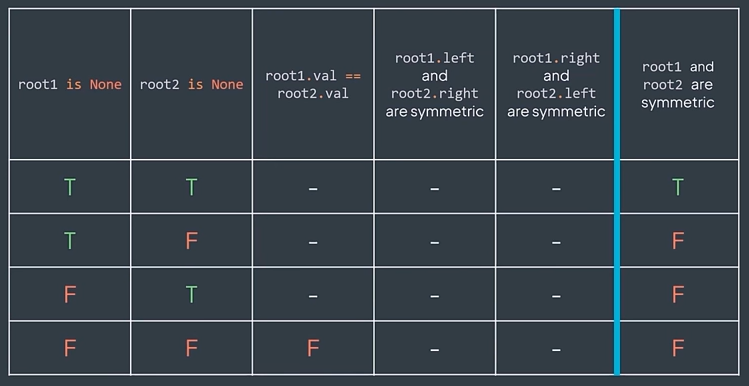 root1 is None
root2 is None
root1.val ==
root2.val
root1.left
and
root2.right
are symmetric
root1.right
and
root2.left
are symmetric
root1 and
root2 are
symmetric
T T - - - T
T F - - - F
F T - - - F
F F F - - F